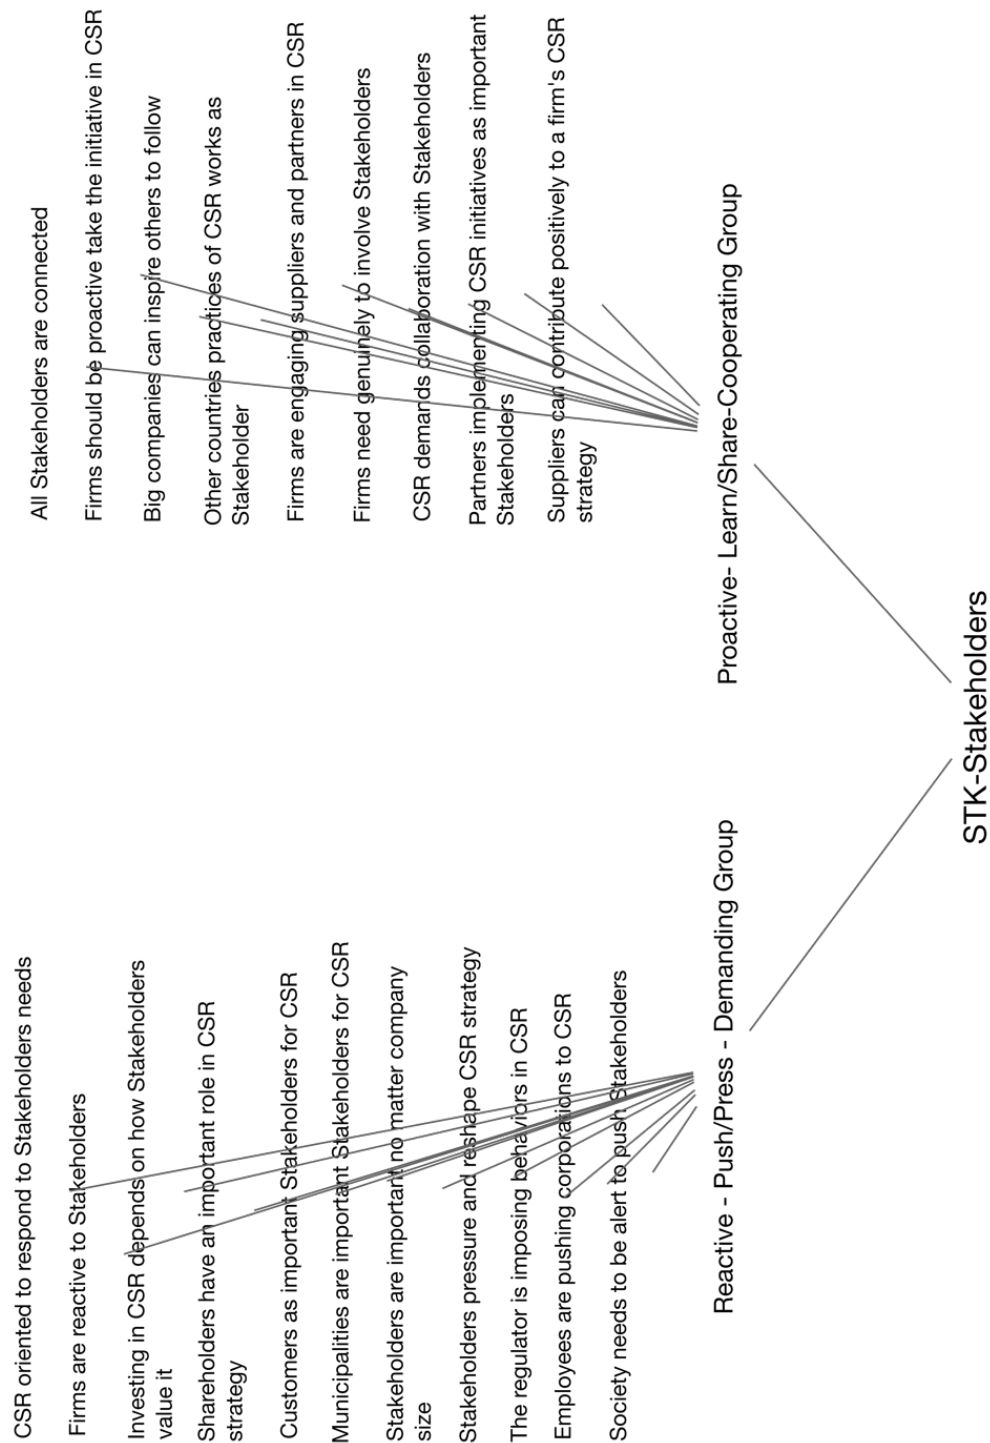 CSR oriented to respond to Stakeholders needs
Firms are reactive to Stakeholders
Investing in CSR depends on how Stakeholders
value it
Shareholders have an important role in CSR
strategy
Customers as important Stakeholders for CSR
Municipalities are important Stakeholders for CSR
Stakeholders are important no matter company
size
Stakeholders pressure and reshape CSR strategy
The regulator is imposing behaviors in CSR
Employees are pushing corporations to CSR
Society needs to be alert to push Stakeholders
Reactive - Push/Press - Demanding Group
All Stakeholders are connected
Firms should be proactive take the initiative in CSR
Big companies can inspire others to follow
Other countries practices of CSR works as
Stakeholder
Firms are engaging suppliers and partners in CSR
Firms need genuinely to involve Stakeholders
CSR demands collaboration with Stakeholders
Partners implementing CSR initiatives as important
Stakeholders
Suppliers can contribute positively to a firm's CSR
strategy
Proactive- Learn/Share-Cooperating Group
STK-Stakeholders